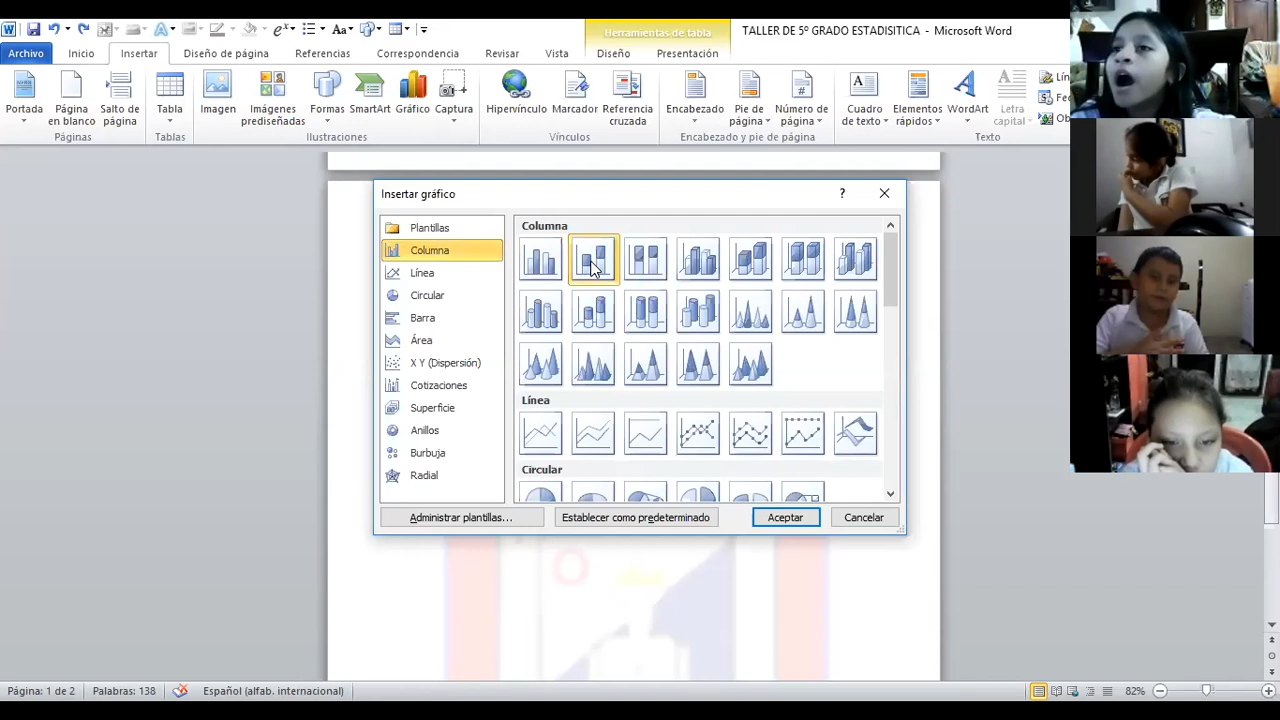 Herramientas de tabla
TALLER DE 5º GRADO ESTADISITICA - Microsoft Word
Archivo Inicio Insertar Diseño de página Referencias Correspondencia Revisar Vista Diseño Presentación
Portada
Página en blanco
Salto de página
Tabla
Imagen
Imágenes prediseñadas
Formas
SmartArt
Gráfico
Captura
Hipervínculo
Marcador
Referencia cruzada
Encabezado
Pie de página
Número de página
Cuadro de texto
Elementos rápidos
WordArt
Letra capital
Páginas Tablas Ilustraciones Vínculos Encabezado y pie de página Texto
Insertar gráfico
Plantillas
Columna
Línea
Circular
Barra
Área
X Y (Dispersión)
Cotizaciones
Superficie
Anillos
Burbuja
Radial
Columna
Línea
Circular
Administrar plantillas...
Establecer como predeterminado
Aceptar
Cancelar
Página: 1 de 2 Palabras: 138 Español (alfab. internacional) 82%